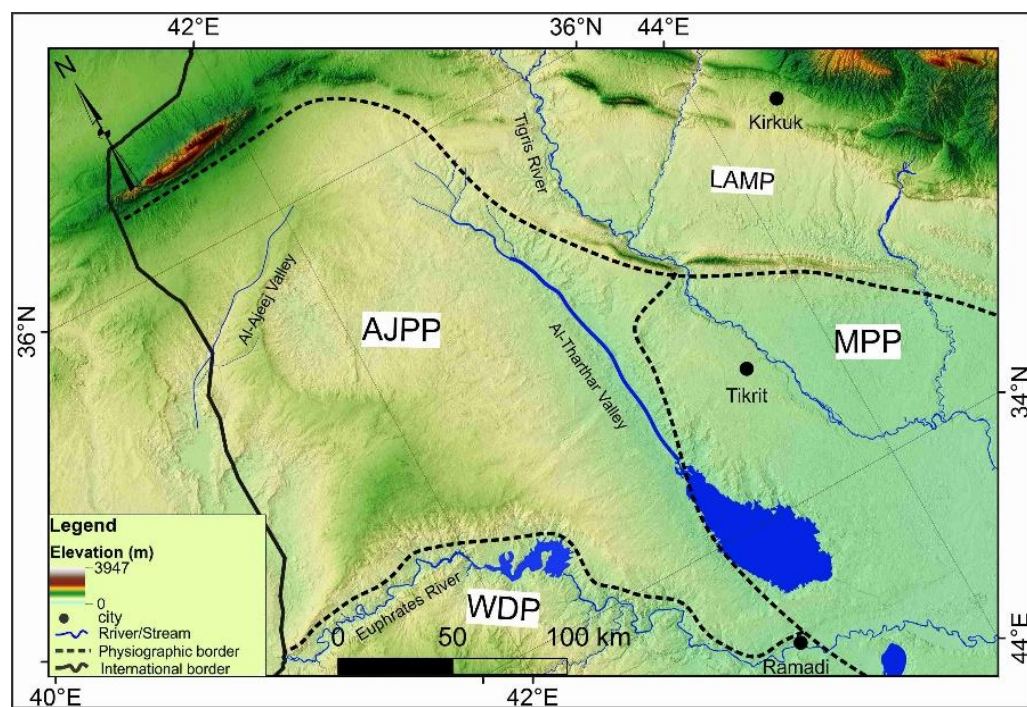 42°E
36°N
44°E
N
Kirkuk
Tigris River
LAMP
Al-Ajeej Valley
36°N
AJPP
Al-Tharthar Valley
MPP
Tikrit
34°N
Legend
Elevation (m)
3947
0
city
Rriver/Stream
Physiographic border
International border
Euphrates River
WDP
0 50 100 km
Ramadi
40°E
42°E
44°E